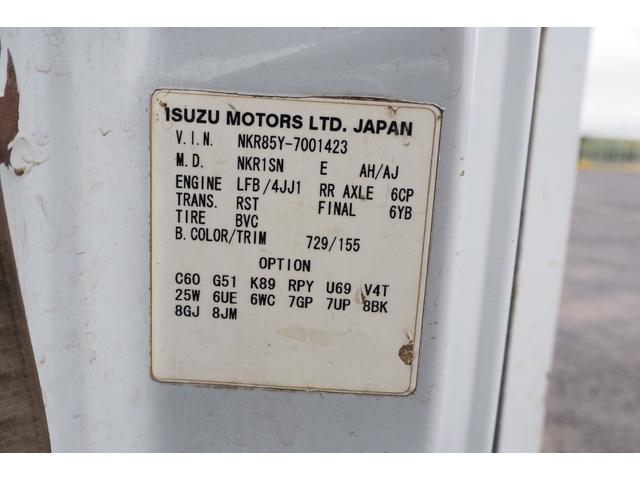 ISUZU MOTORS LTD. JAPAN
V.I.N. NKR85Y-7001423
M.D. NKR1SN E AH/AJ
ENGINE LFB/4JJ1 RR AXLE 6CP
TRANS. RST FINAL 6YB
TIRE BVC
B.COLOR/TRIM 729/155
OPTION
C60 G51 K89 RPY U69 V4T
25W 6UE 6WC 7GP 7UP 8BK
8GJ 8JM